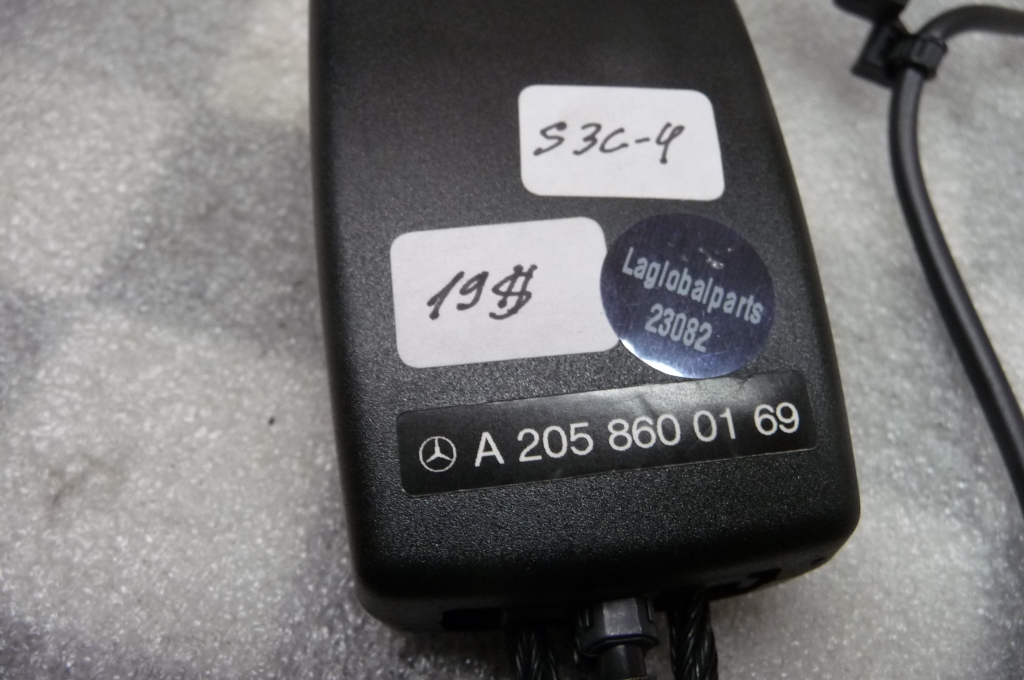 S3C-4
19$
Laglobalparts
23082
A 205 860 01 69